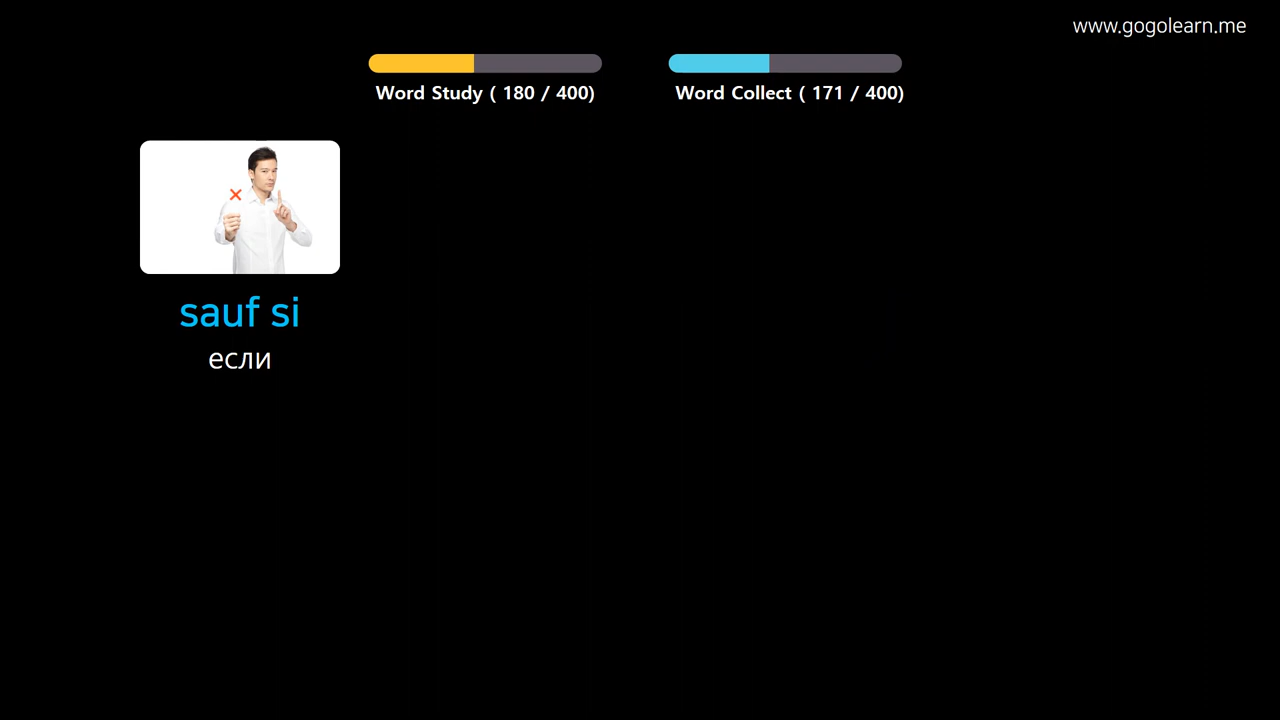 www.gogolearn.me
Word Study ( 180 / 400)
Word Collect ( 171 / 400)
sauf si
если